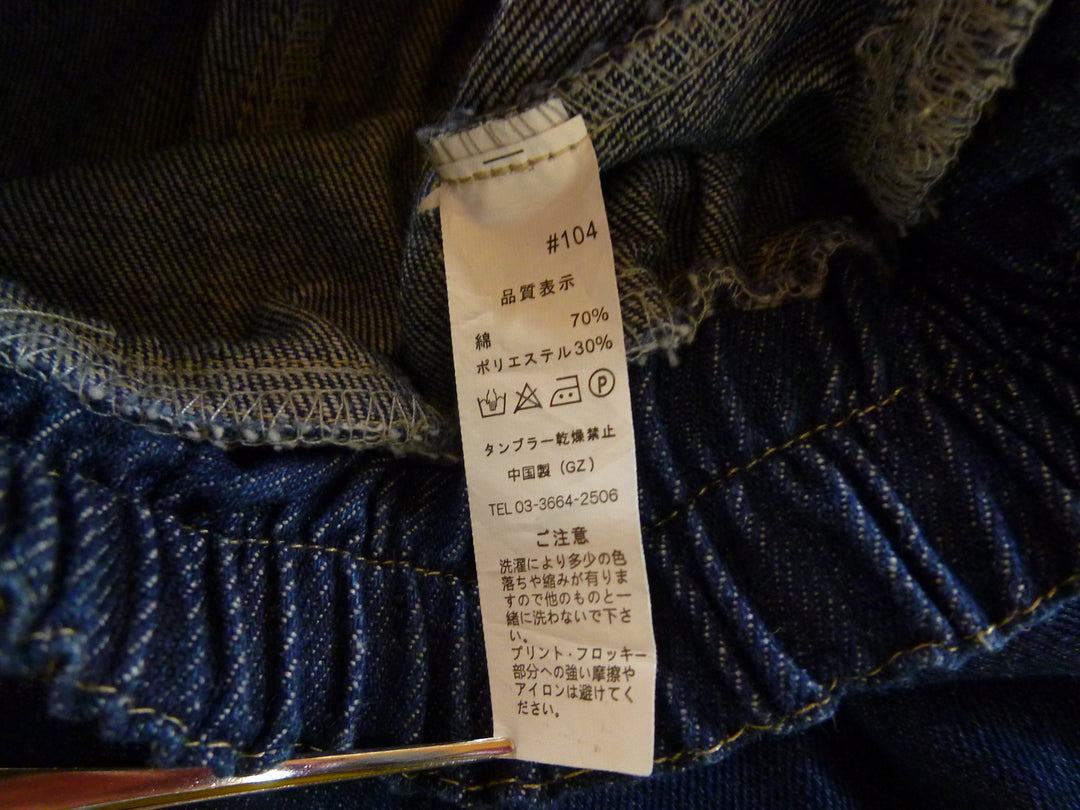 #104
品質表示
綿 70%
ポリエステル30%
P
タンブラー乾燥禁止
中国製（GZ）
TEL 03-3664-2506
ご注意
洗濯により多少の色
落ちや縮みが有りま
すので他のものと一
緒に洗わないで下さ
い。
プリント・フロッキー
部分への強い摩擦や
アイロンは避けてく
ださい。